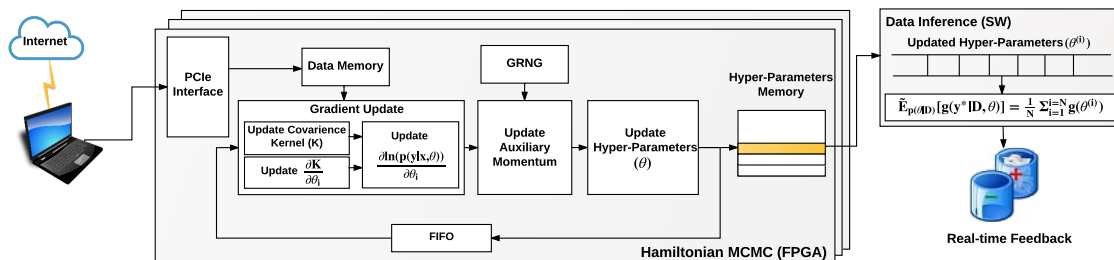 Internet
PCIe
Interface
Data Memory
GRNG
Gradient Update
Update Covarience
Kernel (K)
Update ∂K/∂θi
Update
∂ln(p(y|x,θ))/∂θi
Update
Auxiliary
Momentum
Update
Hyper-Parameters
(θ)
Hyper-Parameters
Memory
FIFO
Hamiltonian MCMC (FPGA)
Data Inference (SW)
Updated Hyper-Parameters(θ(i))
Ẽp(θ|D)[g(y*|D, θ)] = 1/N Σi=1i=N g(θ(i))
Real-time Feedback